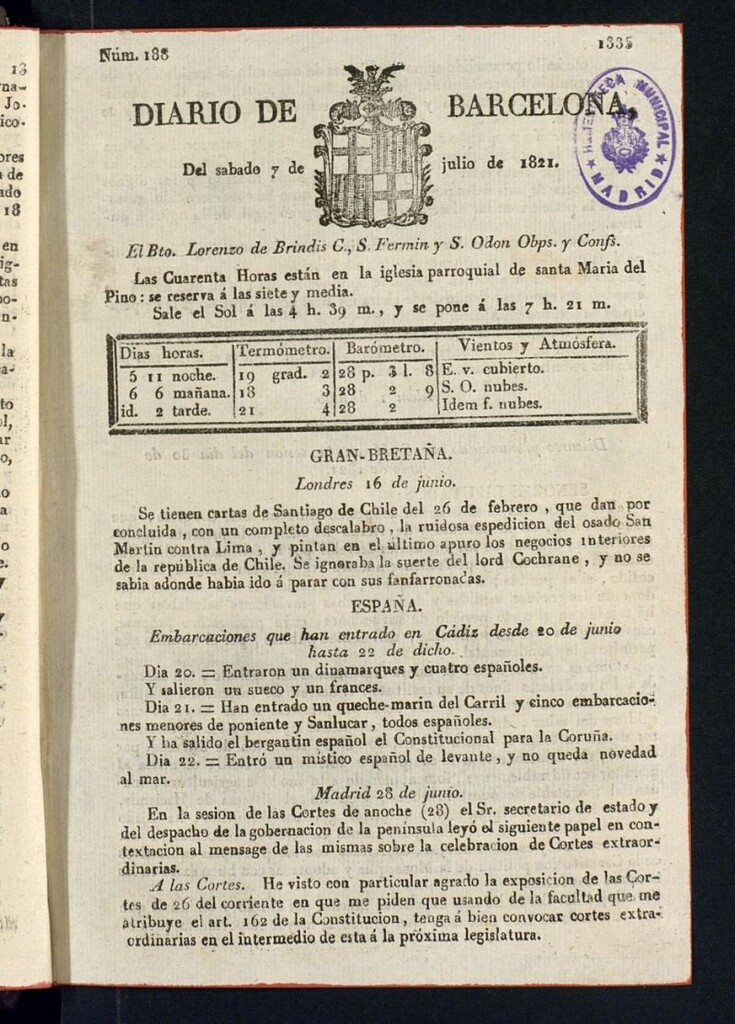 Núm. 188
1335
DIARIO DE BARCELONA,
Del sabado 7 de julio de 1821.
HEMEROTECA MUNICIPAL
★ MADRID ★
El Bto. Lorenzo de Brindis C., S. Fermin y S. Odon Obps. y Confs.
Las Cuarenta Horas están en la iglesia parroquial de santa Maria del
Pino: se reserva á las siete y media.
Sale el Sol á las 4 h. 39 m., y se pone á las 7 h. 21 m.
Dias horas. Termómetro. Barómetro. Vientos y Atmósfera.
5 11 noche. 19 grad. 2 28 p. 3 l. 8 E. v. cubierto.
6 6 mañana. 18 3 28 2 9 S. O. nubes.
id. 2 tarde. 21 4 28 2 Idem f. nubes.
GRAN-BRETAÑA.
Londres 16 de junio.
Se tienen cartas de Santiago de Chile del 26 de febrero, que dan por
concluida, con un completo descalabro, la ruidosa espedicion del osado San
Martin contra Lima, y pintan en el último apuro los negocios interiores
de la república de Chile. Se ignoraba la suerte del lord Cochrane, y no se
sabia adonde habia ido á parar con sus fanfarronadas.
ESPAÑA.
Embarcaciones que han entrado en Cádiz desde 20 de junio
hasta 22 de dicho.
Dia 20. = Entraron un dinamarques y cuatro españoles.
Y salieron un sueco y un frances.
Dia 21. = Han entrado un queche-marin del Carril y cinco embarcacio-
nes menores de poniente y Sanlucar, todos españoles.
Y ha salido el bergantin español el Constitucional para la Coruña.
Dia 22. = Entró un místico español de levante, y no queda novedad
al mar.
Madrid 28 de junio.
En la sesion de las Cortes de anoche (28) el Sr. secretario de estado y
del despacho de la gobernacion de la península leyó el siguiente papel en con-
textacion al mensage de las mismas sobre la celebracion de Cortes extraor-
dinarias.
A las Cortes. He visto con particular agrado la exposicion de las Cor-
tes de 26 del corriente en que me piden que usando de la facultad que me
atribuye el art. 162 de la Constitucion, tenga á bien convocar cortes extra-
ordinarias en el intermedio de esta á la próxima legislatura.